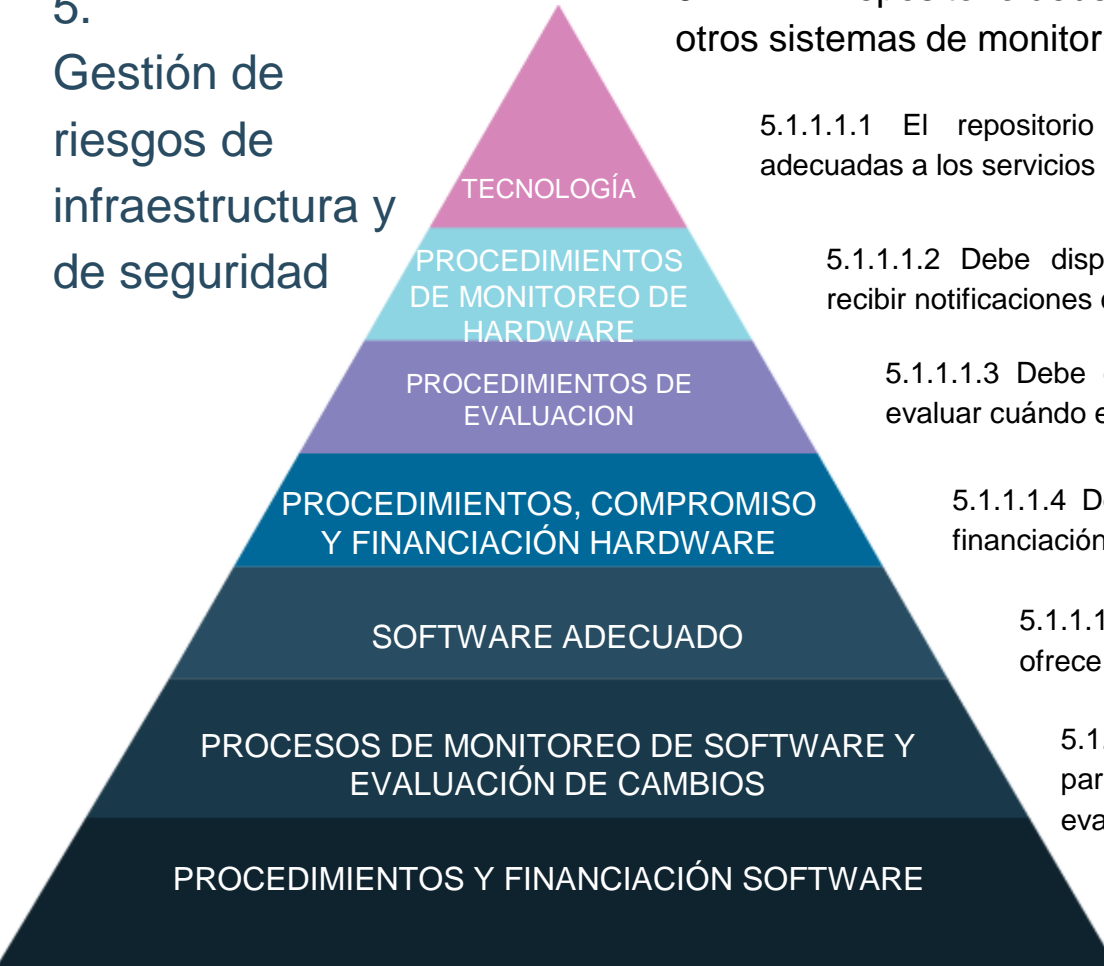 5.
Gestión de
riesgos de
infraestructura y
de seguridad
otros sistemas de monitor
5.1.1.1.1 El repositorio
adecuadas a los servicios
5.1.1.1.2 Debe disp
recibir notificaciones
5.1.1.1.3 Debe
evaluar cuándo e
5.1.1.1.4 D
financiación
5.1.1.1
ofrece
5.1.
par
eva
TECNOLOGÍA
PROCEDIMIENTOS
DE MONITOREO DE
HARDWARE
PROCEDIMIENTOS DE
EVALUACION
PROCEDIMIENTOS, COMPROMISO
Y FINANCIACIÓN HARDWARE
SOFTWARE ADECUADO
PROCESOS DE MONITOREO DE SOFTWARE Y
EVALUACIÓN DE CAMBIOS
PROCEDIMIENTOS Y FINANCIACIÓN SOFTWARE